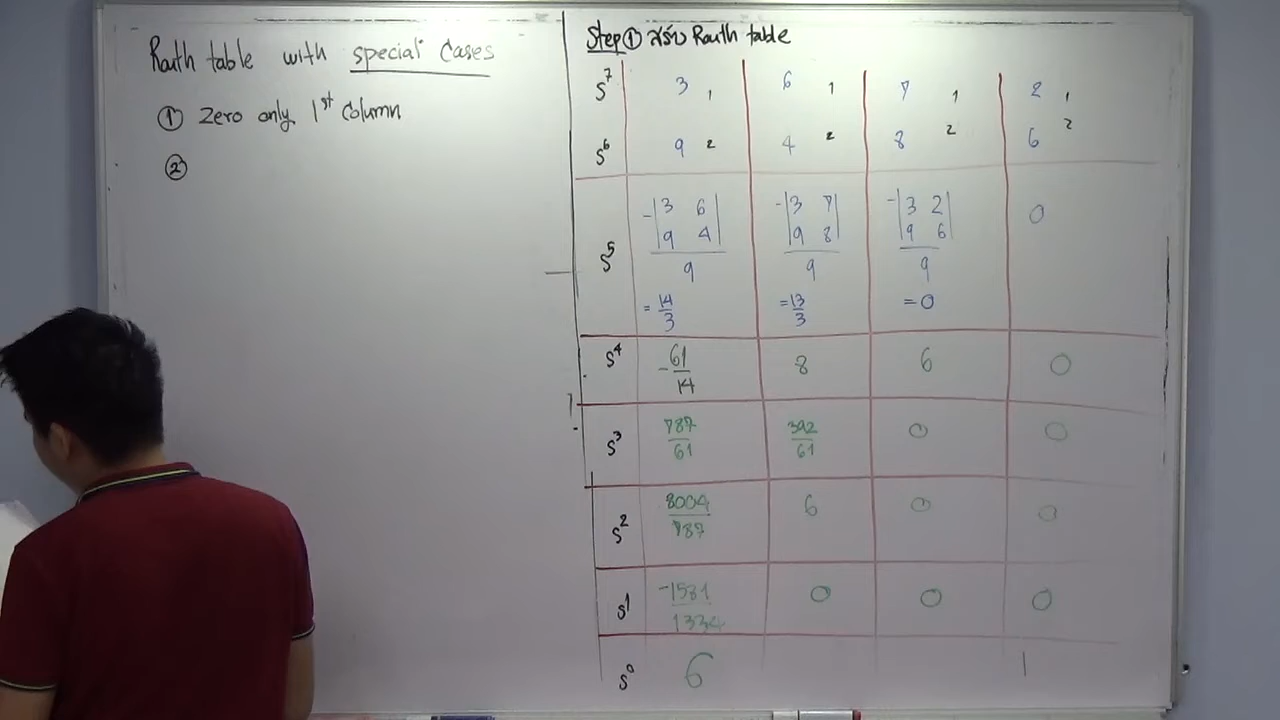 Routh table with special cases
① Zero only 1st column
②
Step① สร้าง Routh table
S⁷ 3 1 6 1 7 1 2 1
S⁶ 9 2 4 2 8 2 6 2
S⁵ -|3 6| -|3 7| -|3 2| 0
|9 4| |9 8| |9 6|
9 9 9
= 14/3 = 13/3 = 0
S⁴ -61/14 8 6 0
S³ 787/61 392/61 0 0
S² 8004/787 6 0 0
S¹ -1581/1334 0 0 0
S⁰ 6